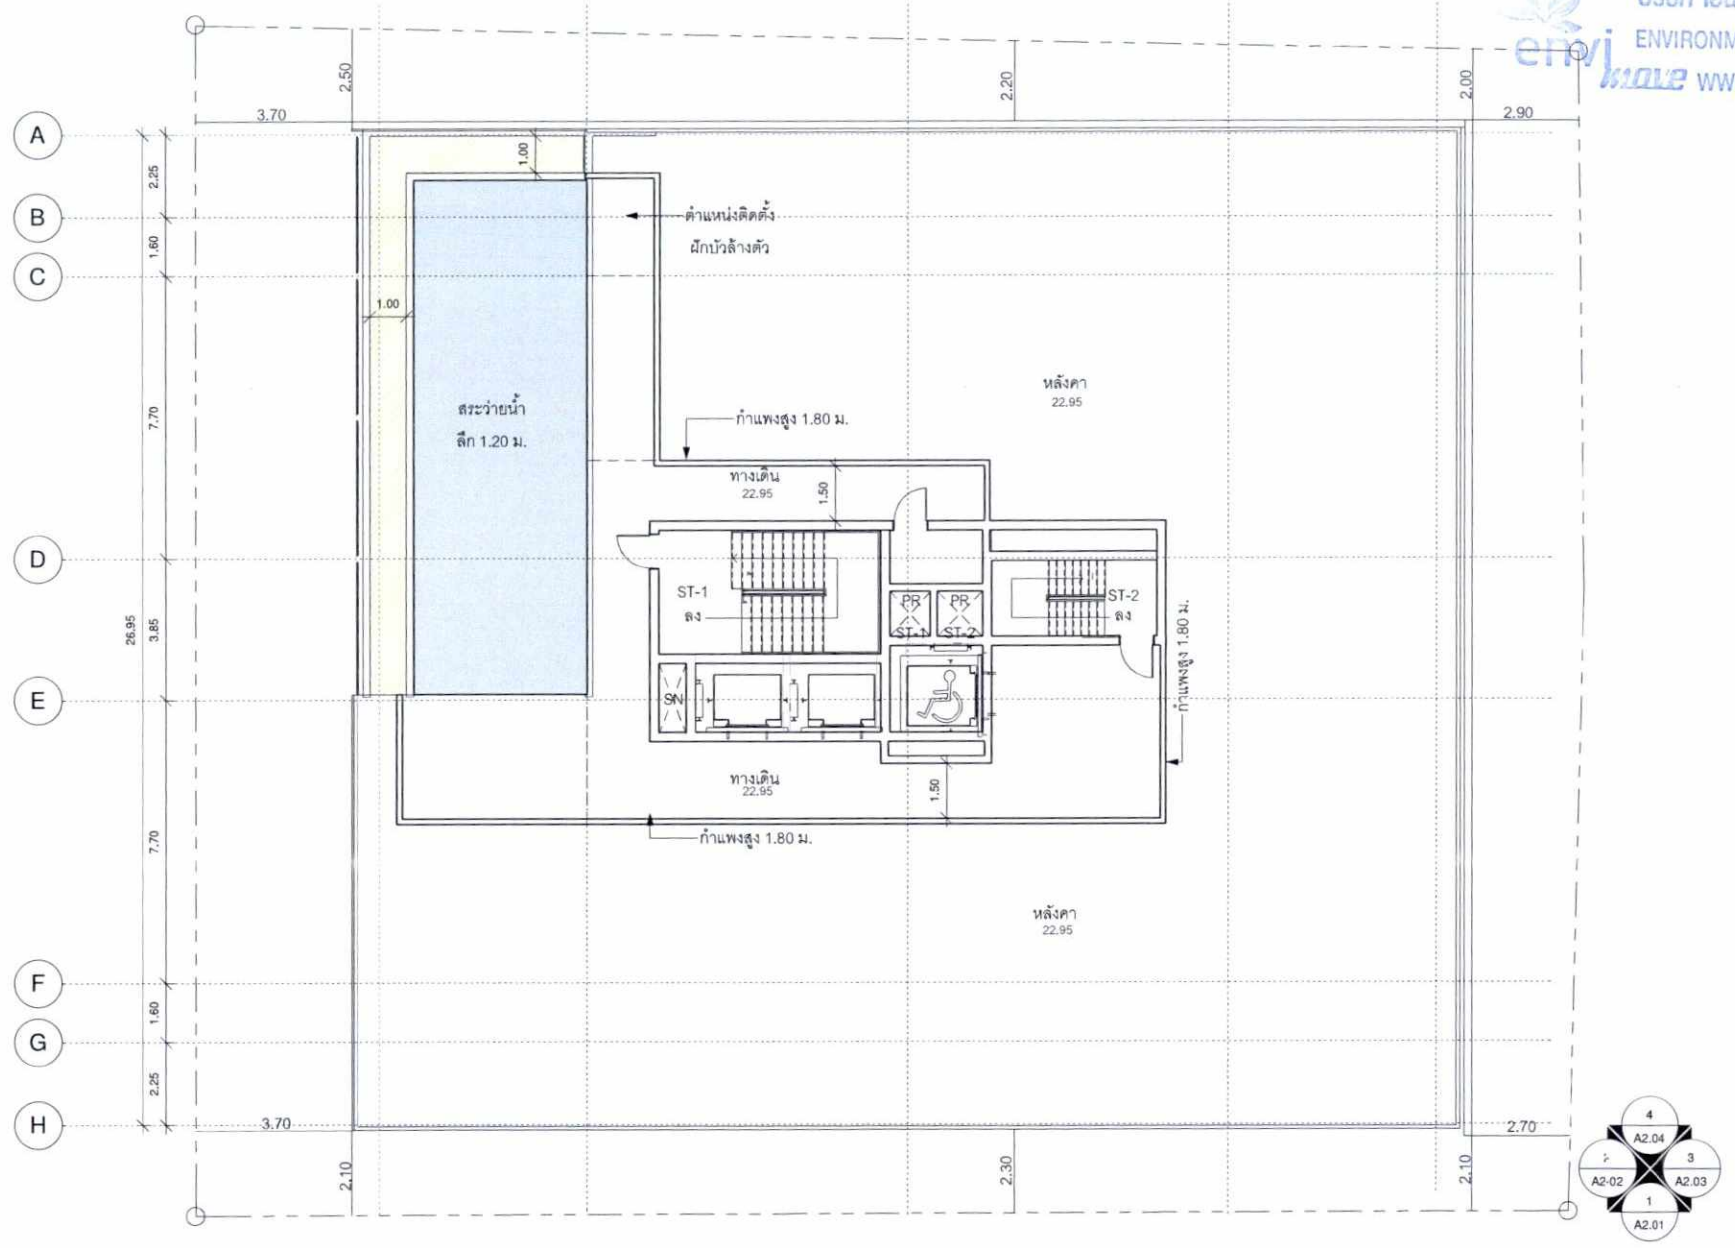 envi
ENVIRONM
move WW
2.50
2.20
2.00
3.70
2.90
A
2.25
1.00
B
ตำแหน่งติดตั้ง
ฝักบัวล้างตัว
1.60
C
1.00
หลังคา
22.95
สระว่ายน้ำ
ลึก 1.20 ม.
7.70
กำแพงสูง 1.80 ม.
ทางเดิน
22.95
1.50
D
ST-1
ลง
PR
PR
ST-1
ST-2
ST-2
ลง
26.95
3.85
กำแพงสูง 1.80 ม.
E
SN
ทางเดิน
22.95
1.50
กำแพงสูง 1.80 ม.
7.70
หลังคา
22.95
F
1.60
G
2.25
H
3.70
2.70
2.10
2.30
2.10
4
A2.04
A2-02
3
A2.03
1
A2.01